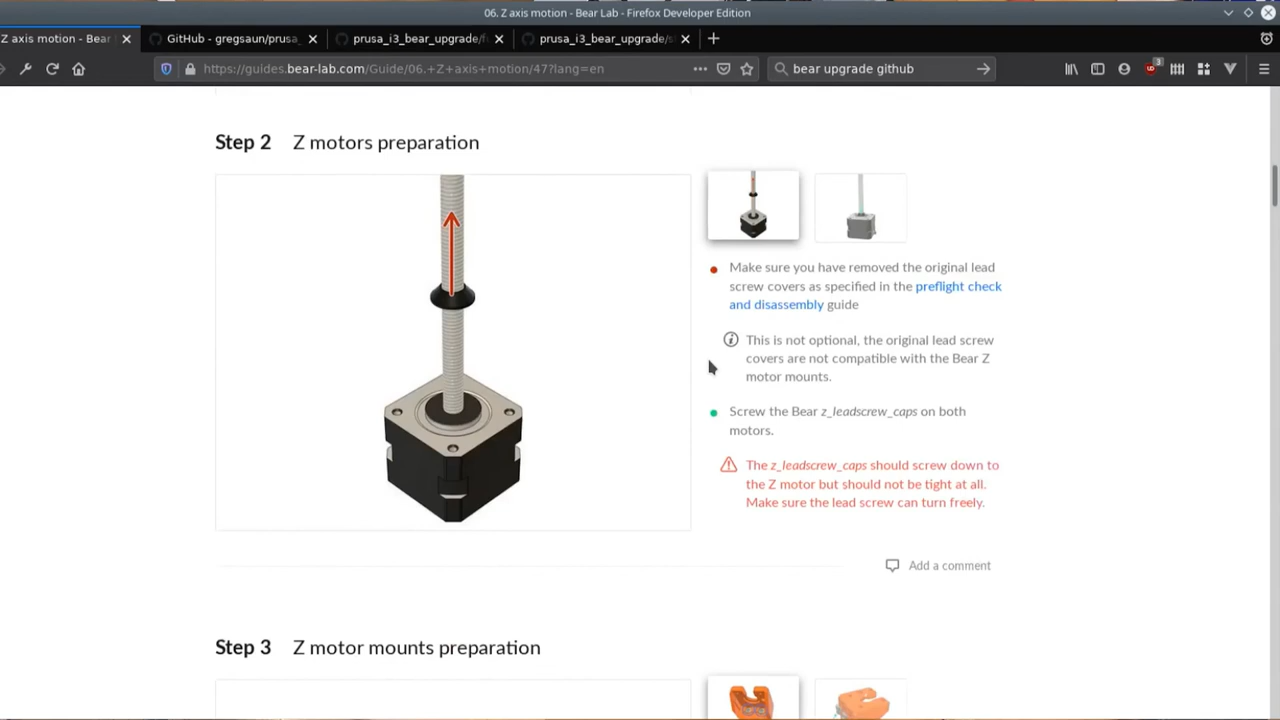 06. Z axis motion - Bear Lab - Firefox Developer Edition
Z axis motion - Bear
GitHub - gregsaun/prusa_
prusa_i3_bear_upgrade/
prusa_i3_bear_upgrade/
https://guides.bear-lab.com/Guide/06.+Z+axis+motion/47?lang=en
bear upgrade github
3
Step 2 Z motors preparation
Make sure you have removed the original lead
screw covers as specified in the preflight check
and disassembly guide
This is not optional, the original lead screw
covers are not compatible with the Bear Z
motor mounts.
Screw the Bear z_leadscrew_caps on both
motors.
The z_leadscrew_caps should screw down to
the Z motor but should not be tight at all.
Make sure the lead screw can turn freely.
Add a comment
Step 3 Z motor mounts preparation